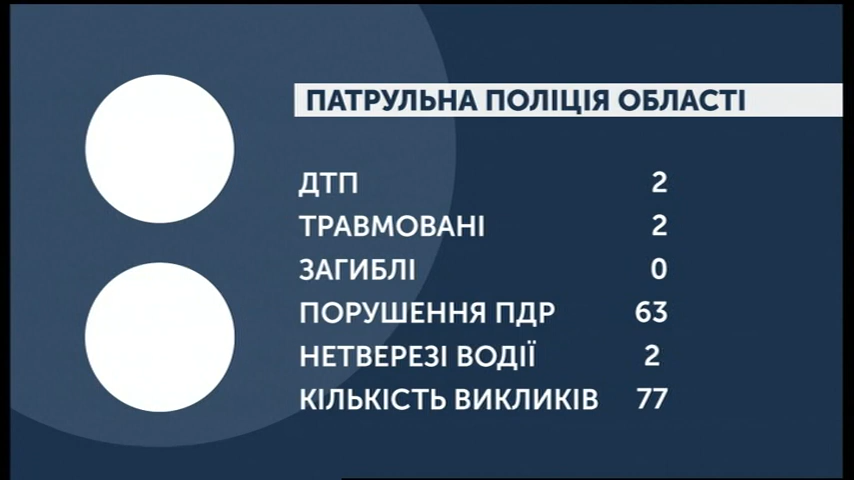 ПАТРУЛЬНА ПОЛІЦІЯ ОБЛАСТІ
ДТП 2
ТРАВМОВАНІ 2
ЗАГИБЛІ 0
ПОРУШЕННЯ ПДР 63
НЕТВЕРЕЗІ ВОДІЇ 2
КІЛЬКІСТЬ ВИКЛИКІВ 77